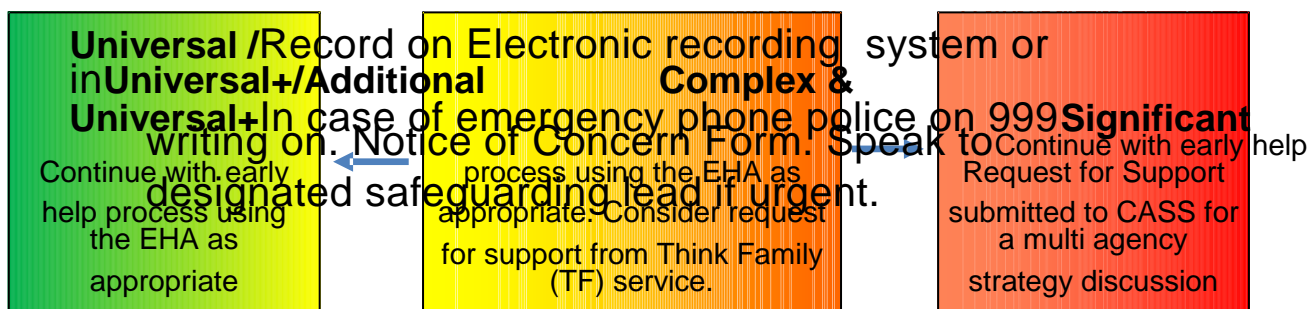 Universal /Record on Electronic recording system or
inUniversal+/Additional Complex &
Universal+In case of emergency phone police on 999Significant
writing on. Notice of Concern Form. Speak to
designated safeguarding lead if urgent.
Continue with early
help process using
the EHA as
appropriate
Continue with early help
process using the EHA as
appropriate. Consider request
for support from Think Family
(TF) service.
Request for Support
submitted to CASS for
a multi agency
strategy discussion